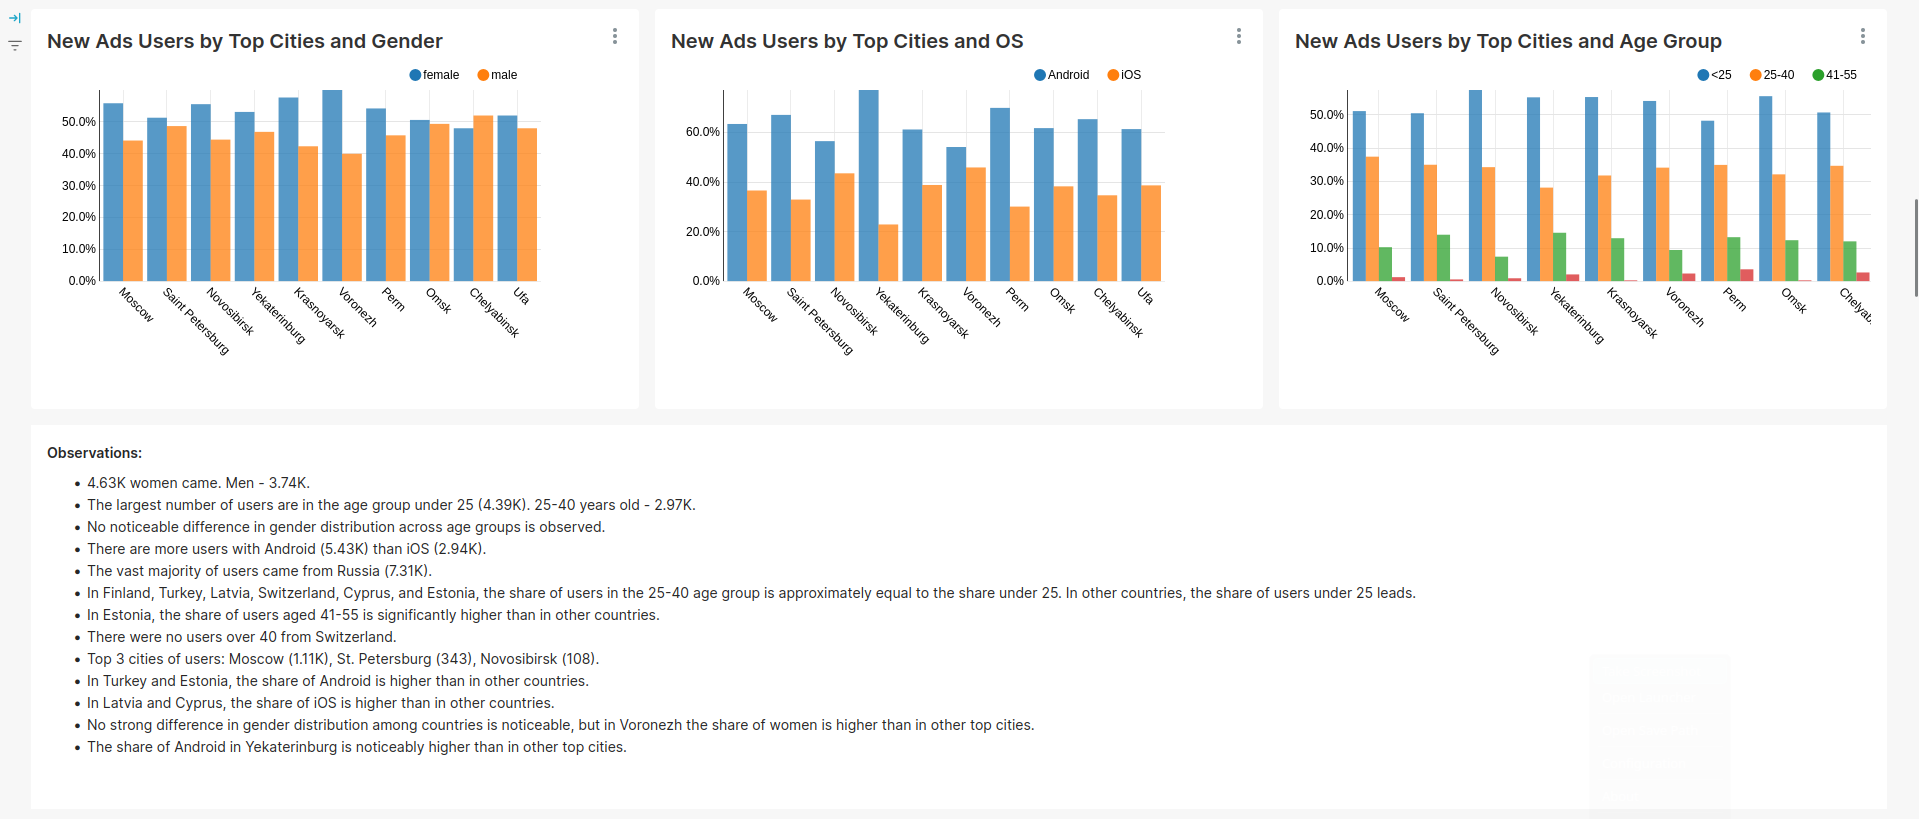 New Ads Users by Top Cities and Gender
female male
50.0%
40.0%
30.0%
20.0%
10.0%
0.0%
Moscow
Saint Petersburg
Novosibirsk
Yekaterinburg
Krasnoyarsk
Voronezh
Perm
Omsk
Chelyabinsk
Ufa
New Ads Users by Top Cities and OS
Android iOS
60.0%
40.0%
20.0%
0.0%
Moscow
Saint Petersburg
Novosibirsk
Yekaterinburg
Krasnoyarsk
Voronezh
Perm
Omsk
Chelyabinsk
Ufa
New Ads Users by Top Cities and Age Group
<25 25-40 41-55
50.0%
40.0%
30.0%
20.0%
10.0%
0.0%
Moscow
Saint Petersburg
Novosibirsk
Yekaterinburg
Krasnoyarsk
Voronezh
Perm
Omsk
Chelyab
Observations:
• 4.63K women came. Men - 3.74K.
• The largest number of users are in the age group under 25 (4.39K). 25-40 years old - 2.97K.
• No noticeable difference in gender distribution across age groups is observed.
• There are more users with Android (5.43K) than iOS (2.94K).
• The vast majority of users came from Russia (7.31K).
• In Finland, Turkey, Latvia, Switzerland, Cyprus, and Estonia, the share of users in the 25-40 age group is approximately equal to the share under 25. In other countries, the share of users under 25 leads.
• In Estonia, the share of users aged 41-55 is significantly higher than in other countries.
• There were no users over 40 from Switzerland.
• Top 3 cities of users: Moscow (1.11K), St. Petersburg (343), Novosibirsk (108).
• In Turkey and Estonia, the share of Android is higher than in other countries.
• In Latvia and Cyprus, the share of iOS is higher than in other countries.
• No strong difference in gender distribution among countries is noticeable, but in Voronezh the share of women is higher than in other top cities.
• The share of Android in Yekaterinburg is noticeably higher than in other top cities.